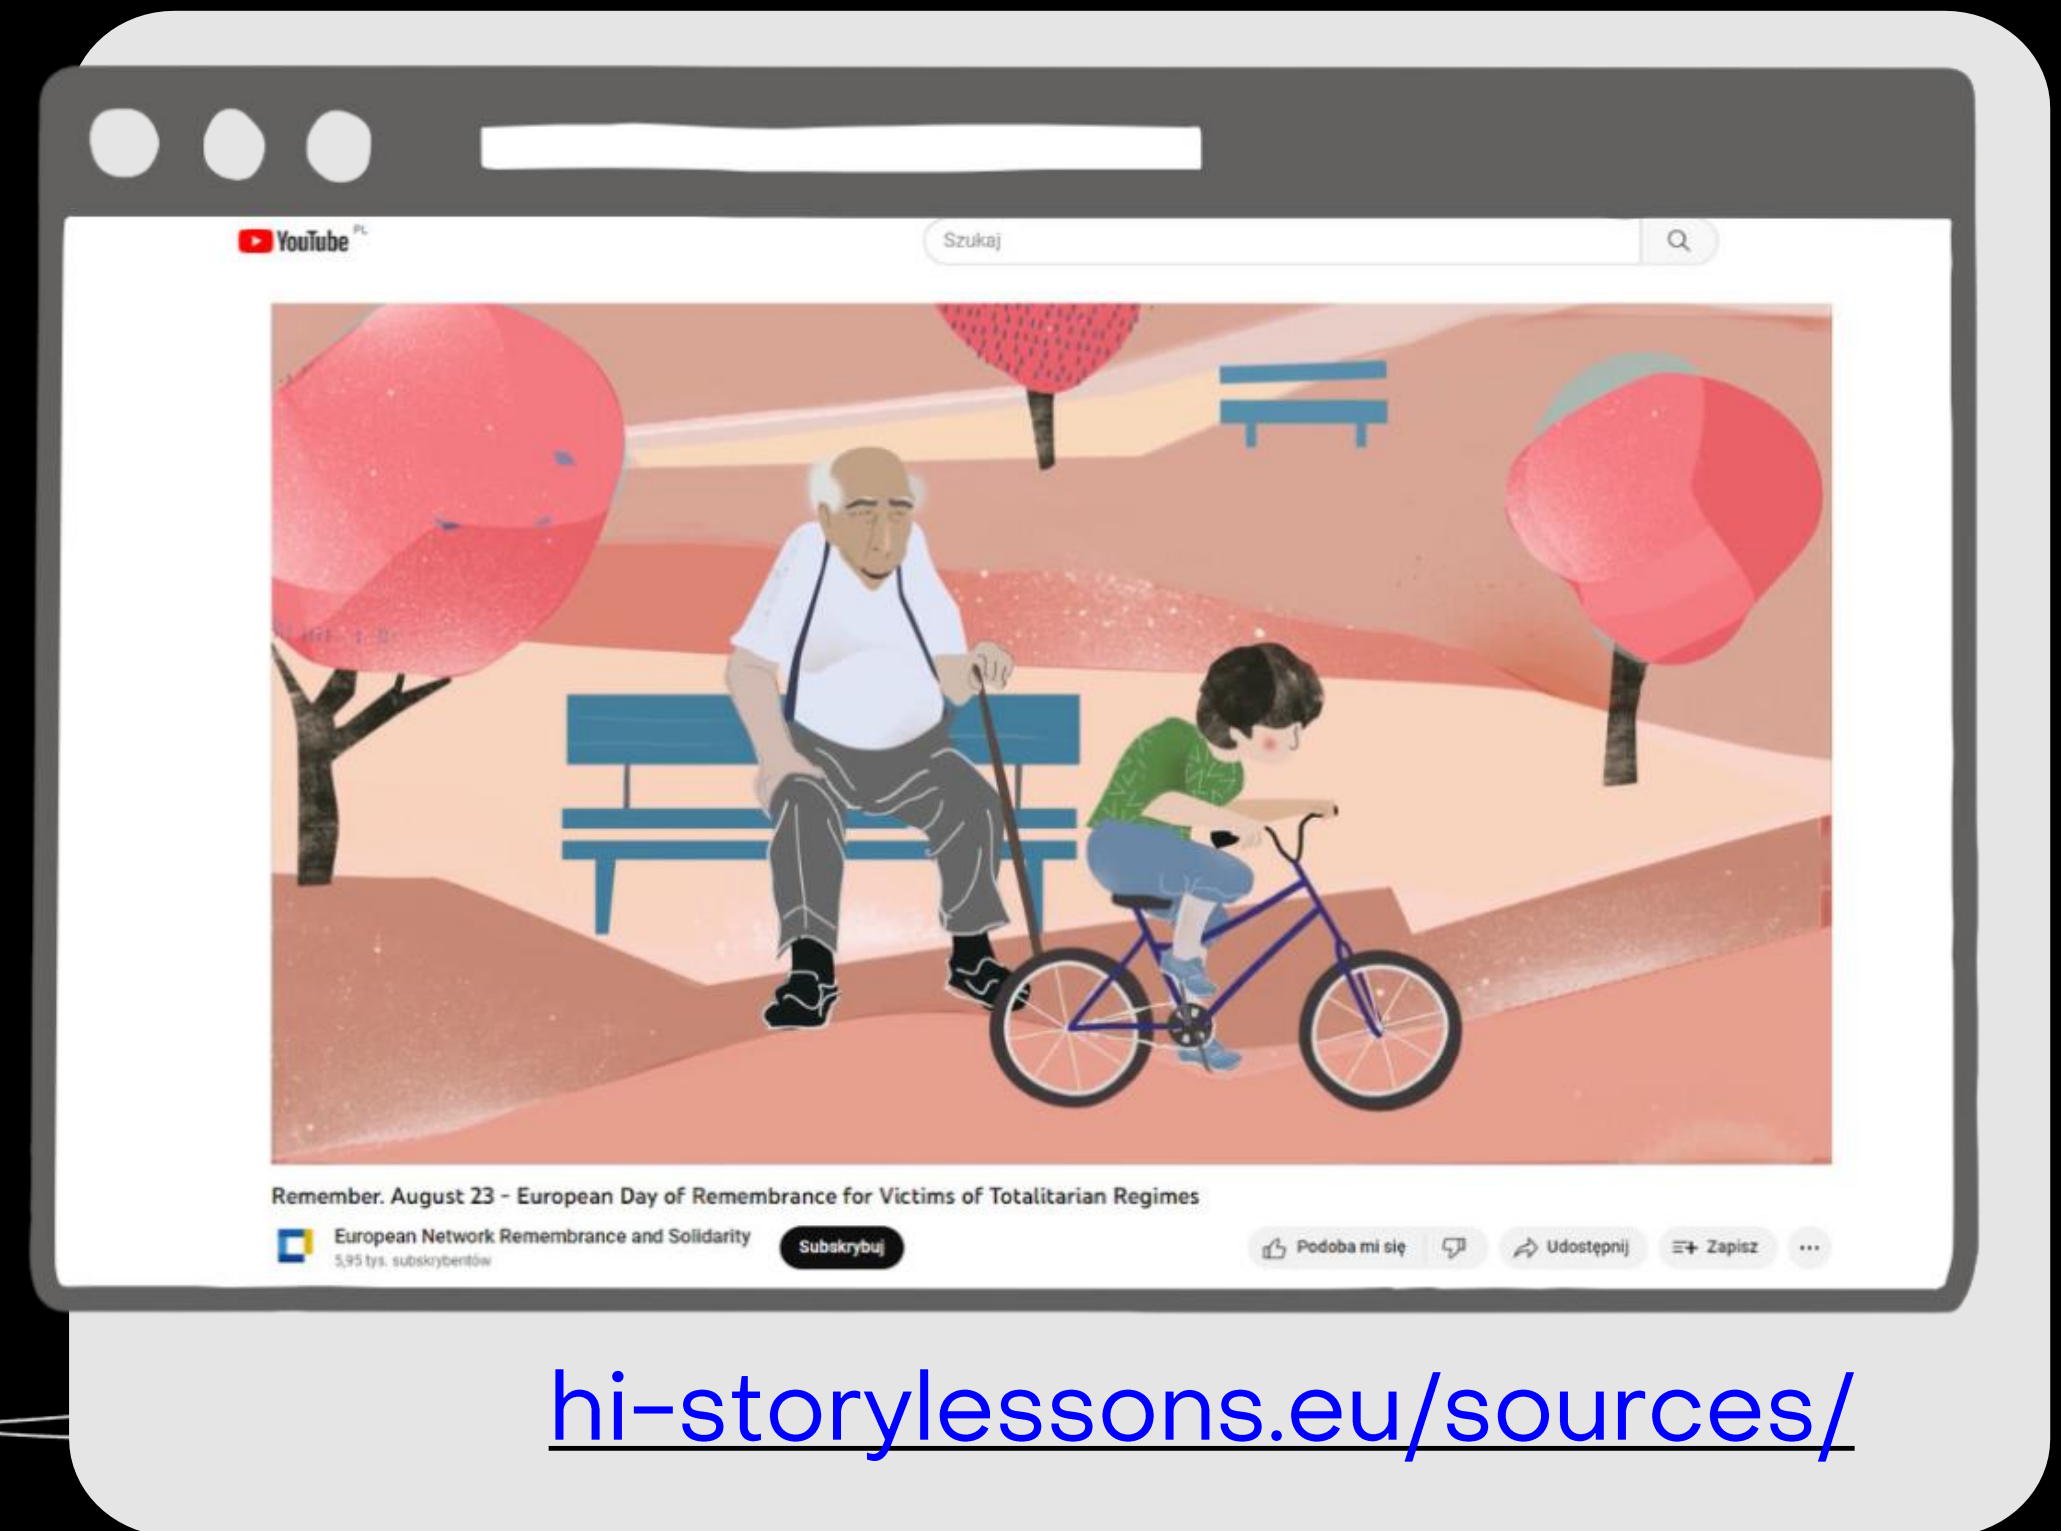 YouTube PL
Szukaj
Remember. August 23 - European Day of Remembrance for Victims of Totalitarian Regimes
European Network Remembrance and Solidarity
5,95 tys. subskrybentów
Subskrybuj
Podoba mi się
Udostępnij
Zapisz
hi-storylessons.eu/sources/